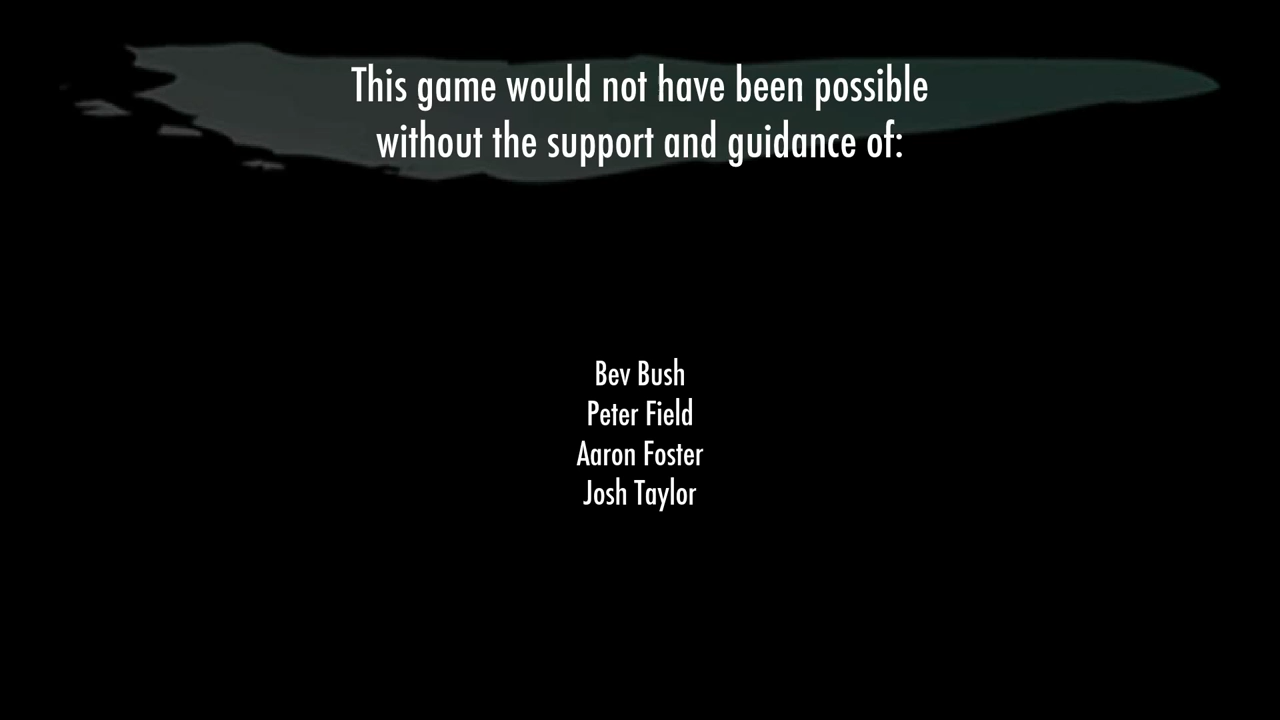 This game would not have been possible
without the support and guidance of:
Bev Bush
Peter Field
Aaron Foster
Josh Taylor